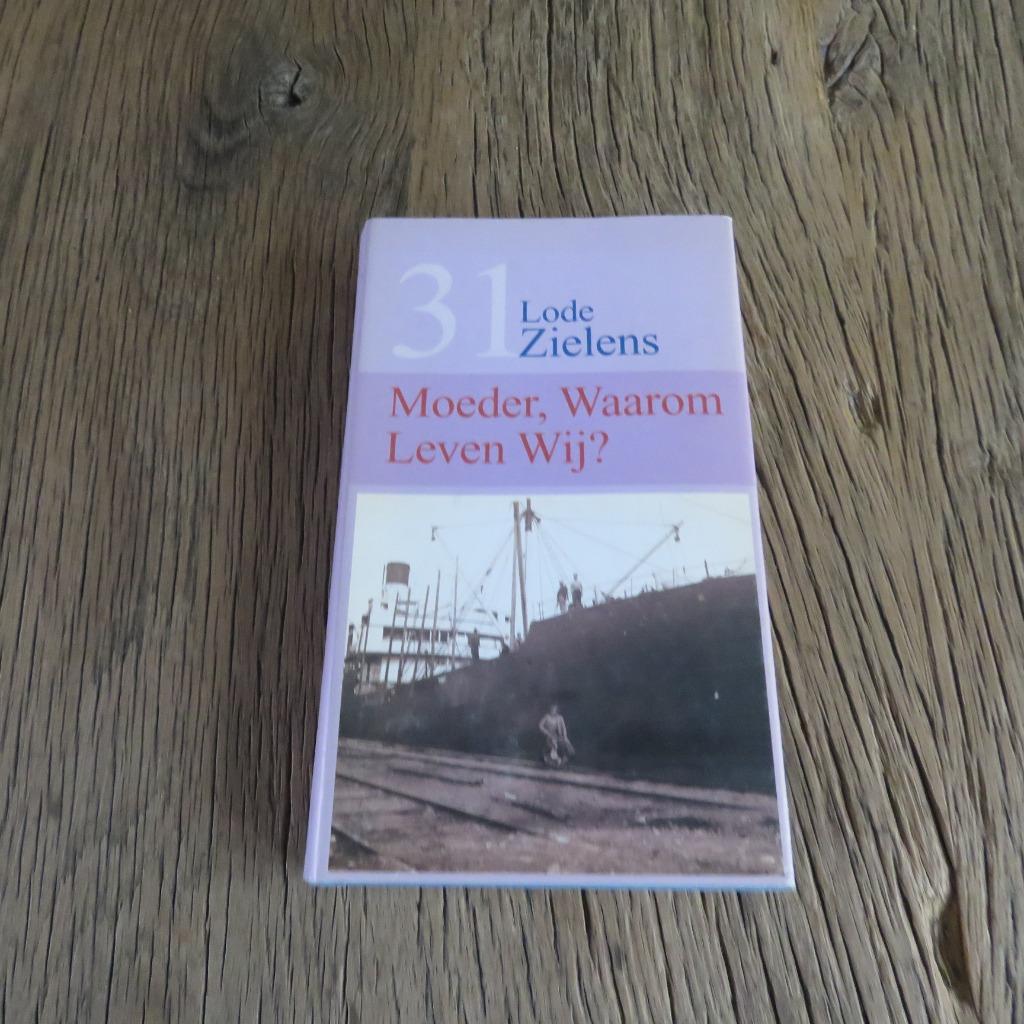 31
Lode
Zielens
Moeder, Waarom
Leven Wij?